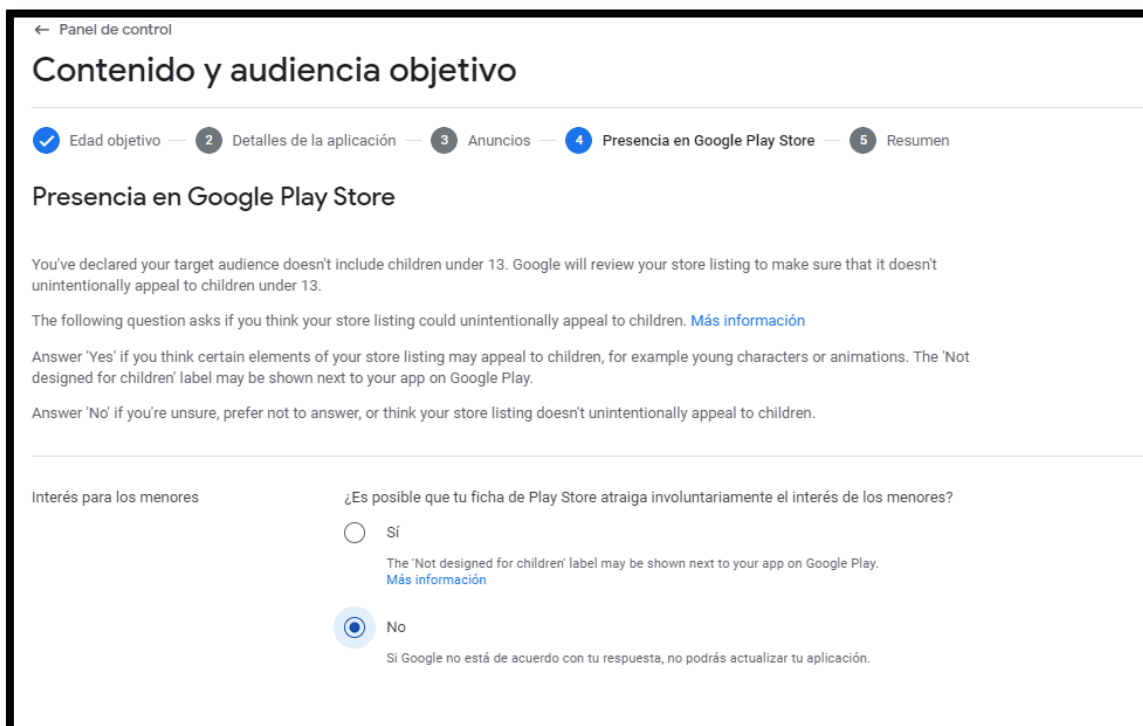 ← Panel de control
Contenido y audiencia objetivo
Edad objetivo — 2 Detalles de la aplicación — 3 Anuncios — 4 Presencia en Google Play Store — 5 Resumen
Presencia en Google Play Store
You've declared your target audience doesn't include children under 13. Google will review your store listing to make sure that it doesn't
unintentionally appeal to children under 13.
The following question asks if you think your store listing could unintentionally appeal to children. Más información
Answer 'Yes' if you think certain elements of your store listing may appeal to children, for example young characters or animations. The 'Not
designed for children' label may be shown next to your app on Google Play.
Answer 'No' if you're unsure, prefer not to answer, or think your store listing doesn't unintentionally appeal to children.
Interés para los menores
¿Es posible que tu ficha de Play Store atraiga involuntariamente el interés de los menores?
Sí
The 'Not designed for children' label may be shown next to your app on Google Play.
Más información
No
Si Google no está de acuerdo con tu respuesta, no podrás actualizar tu aplicación.